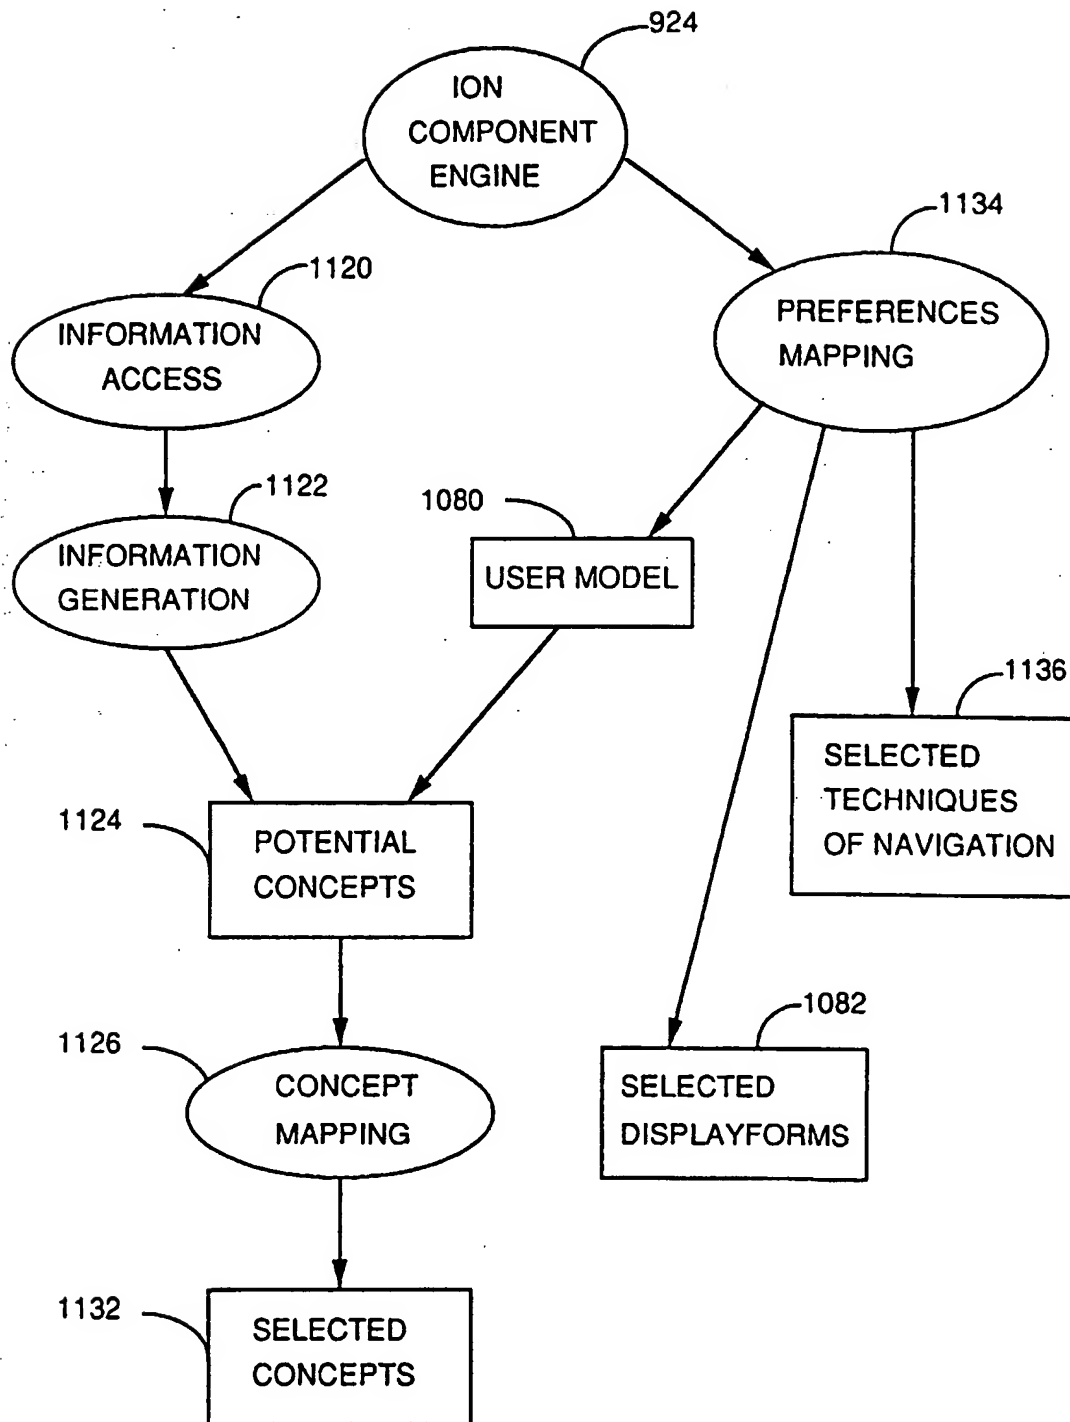 924
ION
COMPONENT
ENGINE
1134
1120
PREFERENCES
MAPPING
INFORMATION
ACCESS
1122
1080
INFORMATION
GENERATION
USER MODEL
1136
SELECTED
TECHNIQUES
OF NAVIGATION
1124
POTENTIAL
CONCEPTS
1082
1126
CONCEPT
MAPPING
SELECTED
DISPLAYFORMS
1132
SELECTED
CONCEPTS